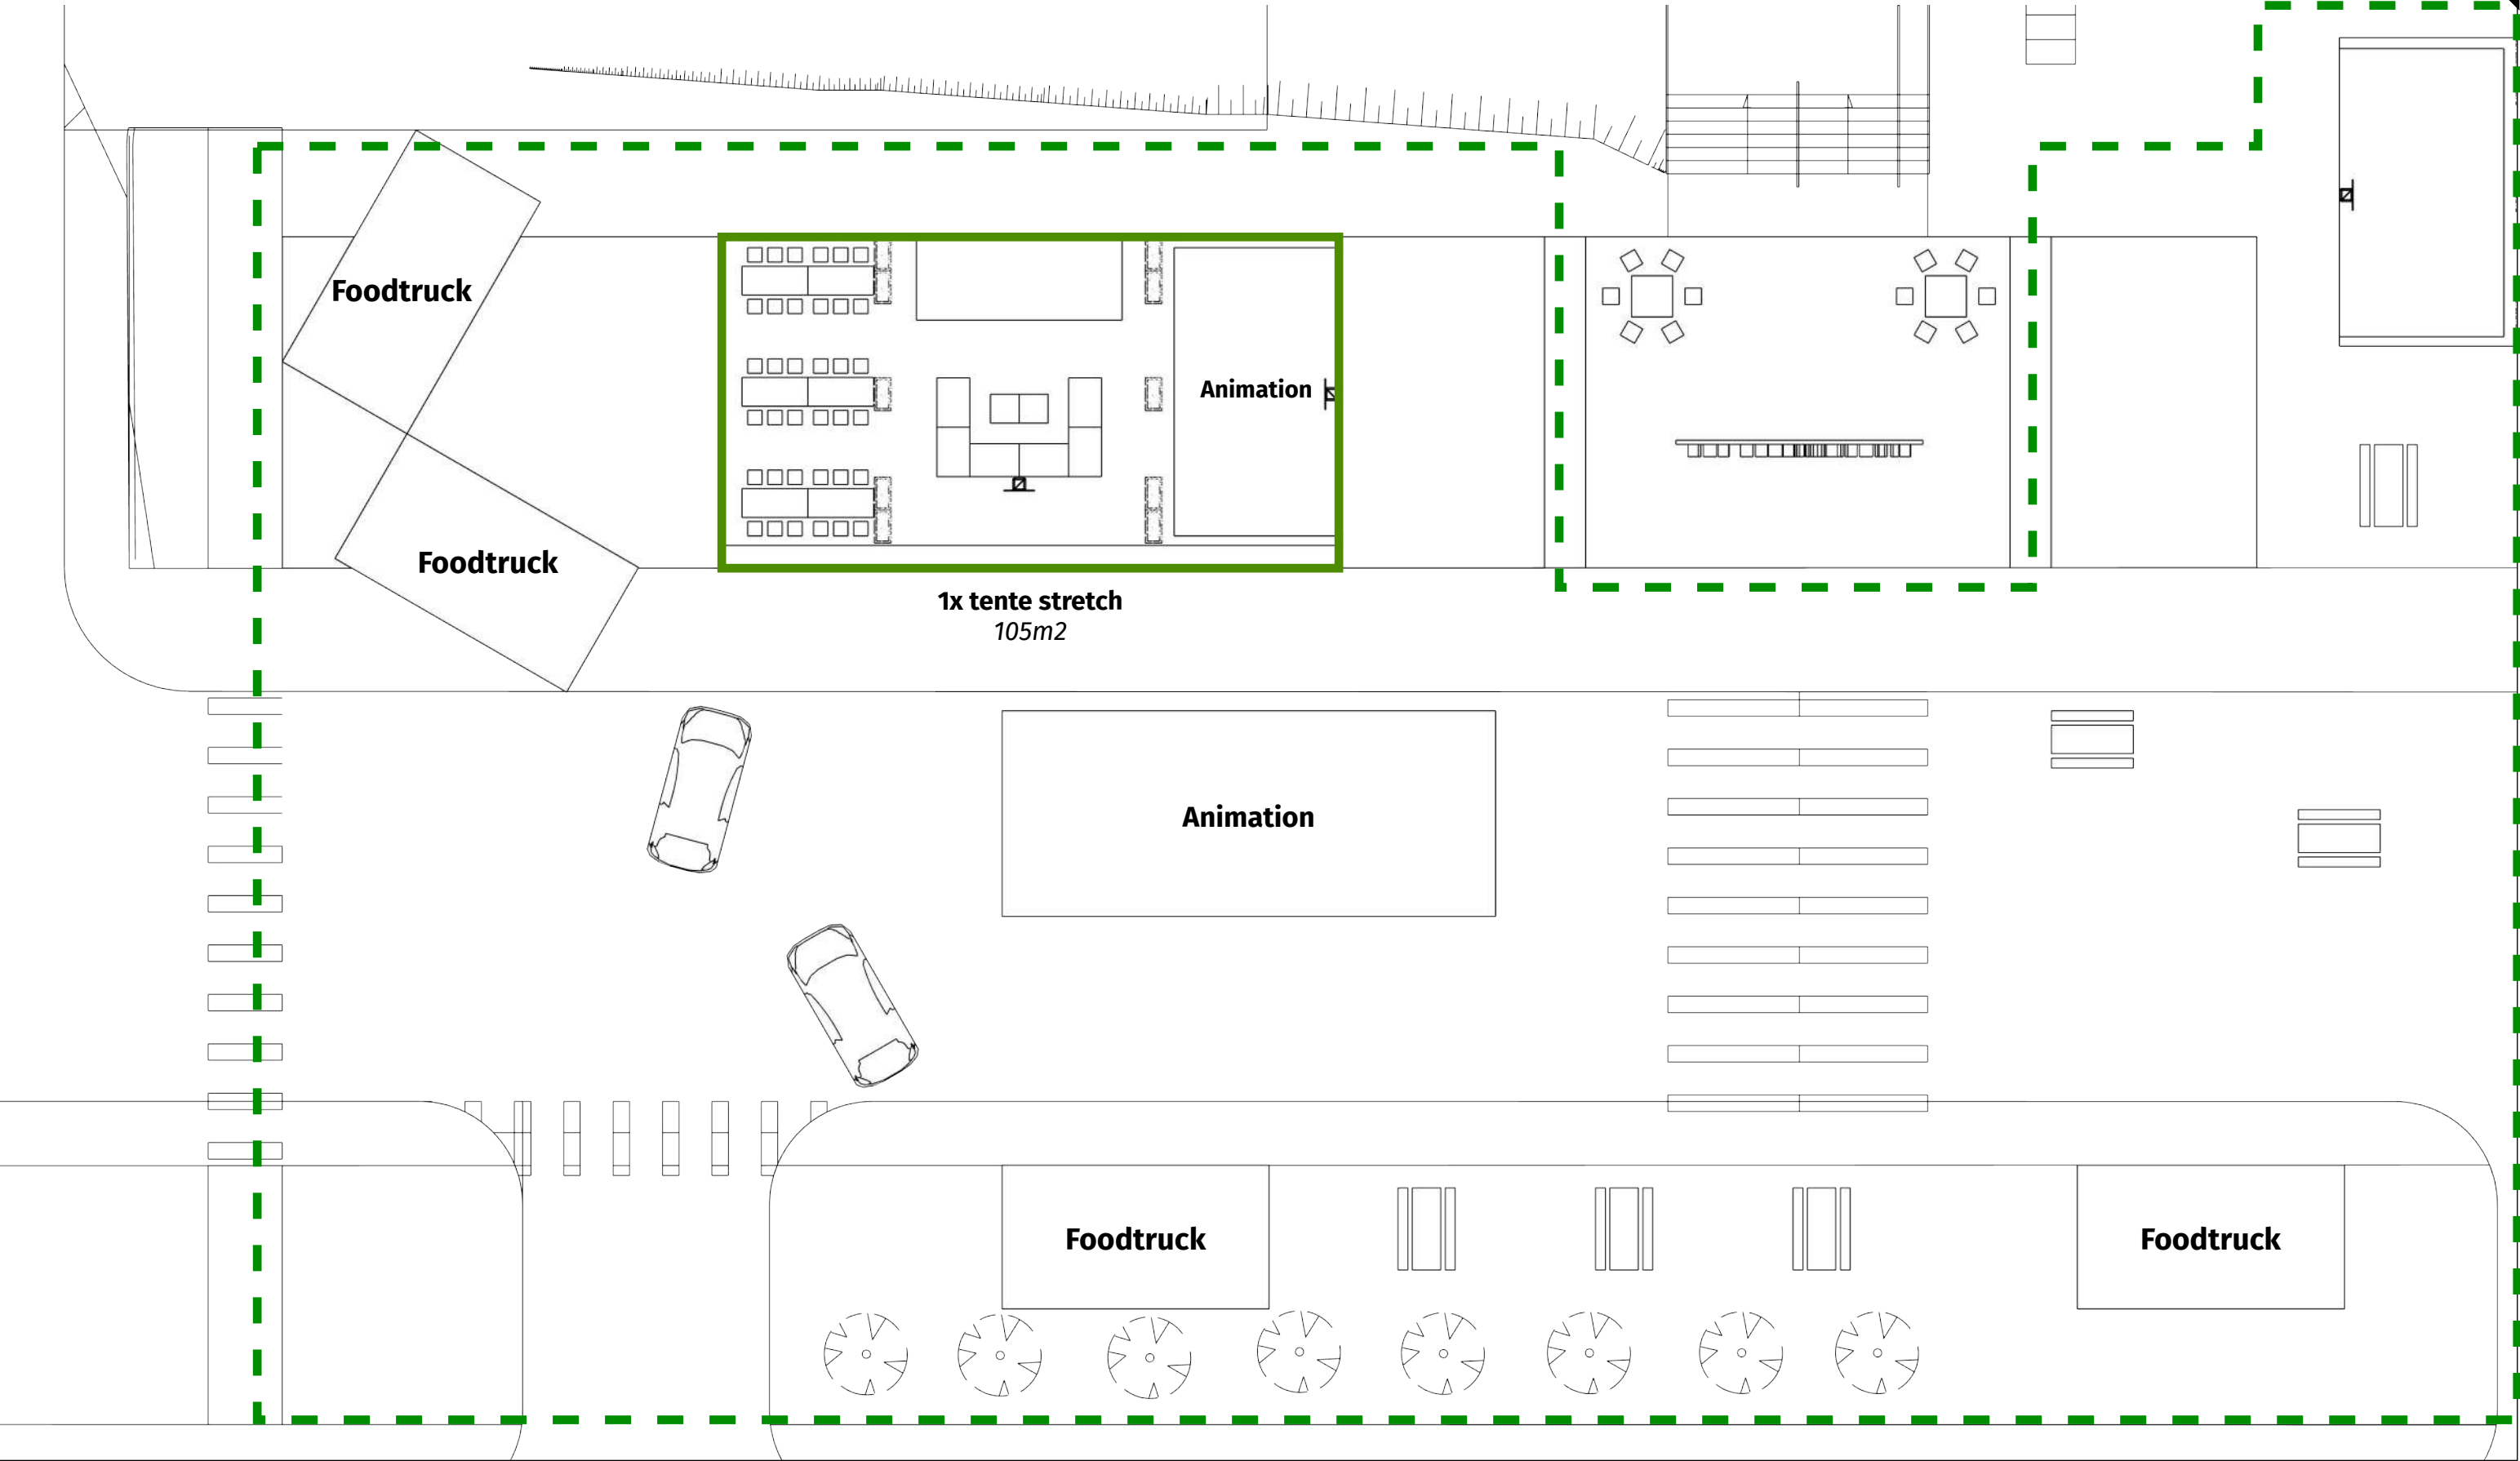 Foodtruck
Animation
Foodtruck
1x tente stretch
105m2
Animation
Foodtruck
Foodtruck